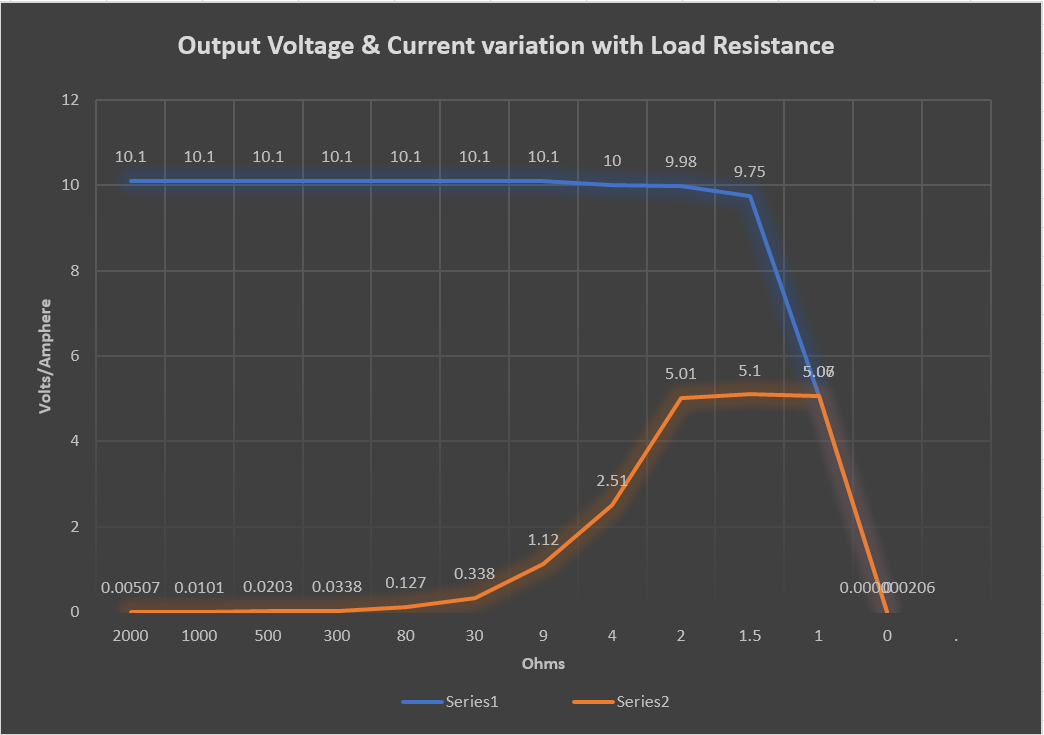 Output Voltage & Current variation with Load Resistance
12
10.1 10.1 10.1 10.1 10.1 10.1 10.1 10 9.98 9.75
10
8
6
5.01 5.1
4
2.51
2
1.12
0.00507 0.0101 0.0203 0.0338 0.127 0.338
0
2000 1000 500 300 80 30 9 4 2 1.5 1 0 .
Volts/Amphere
Ohms
Series1 Series2